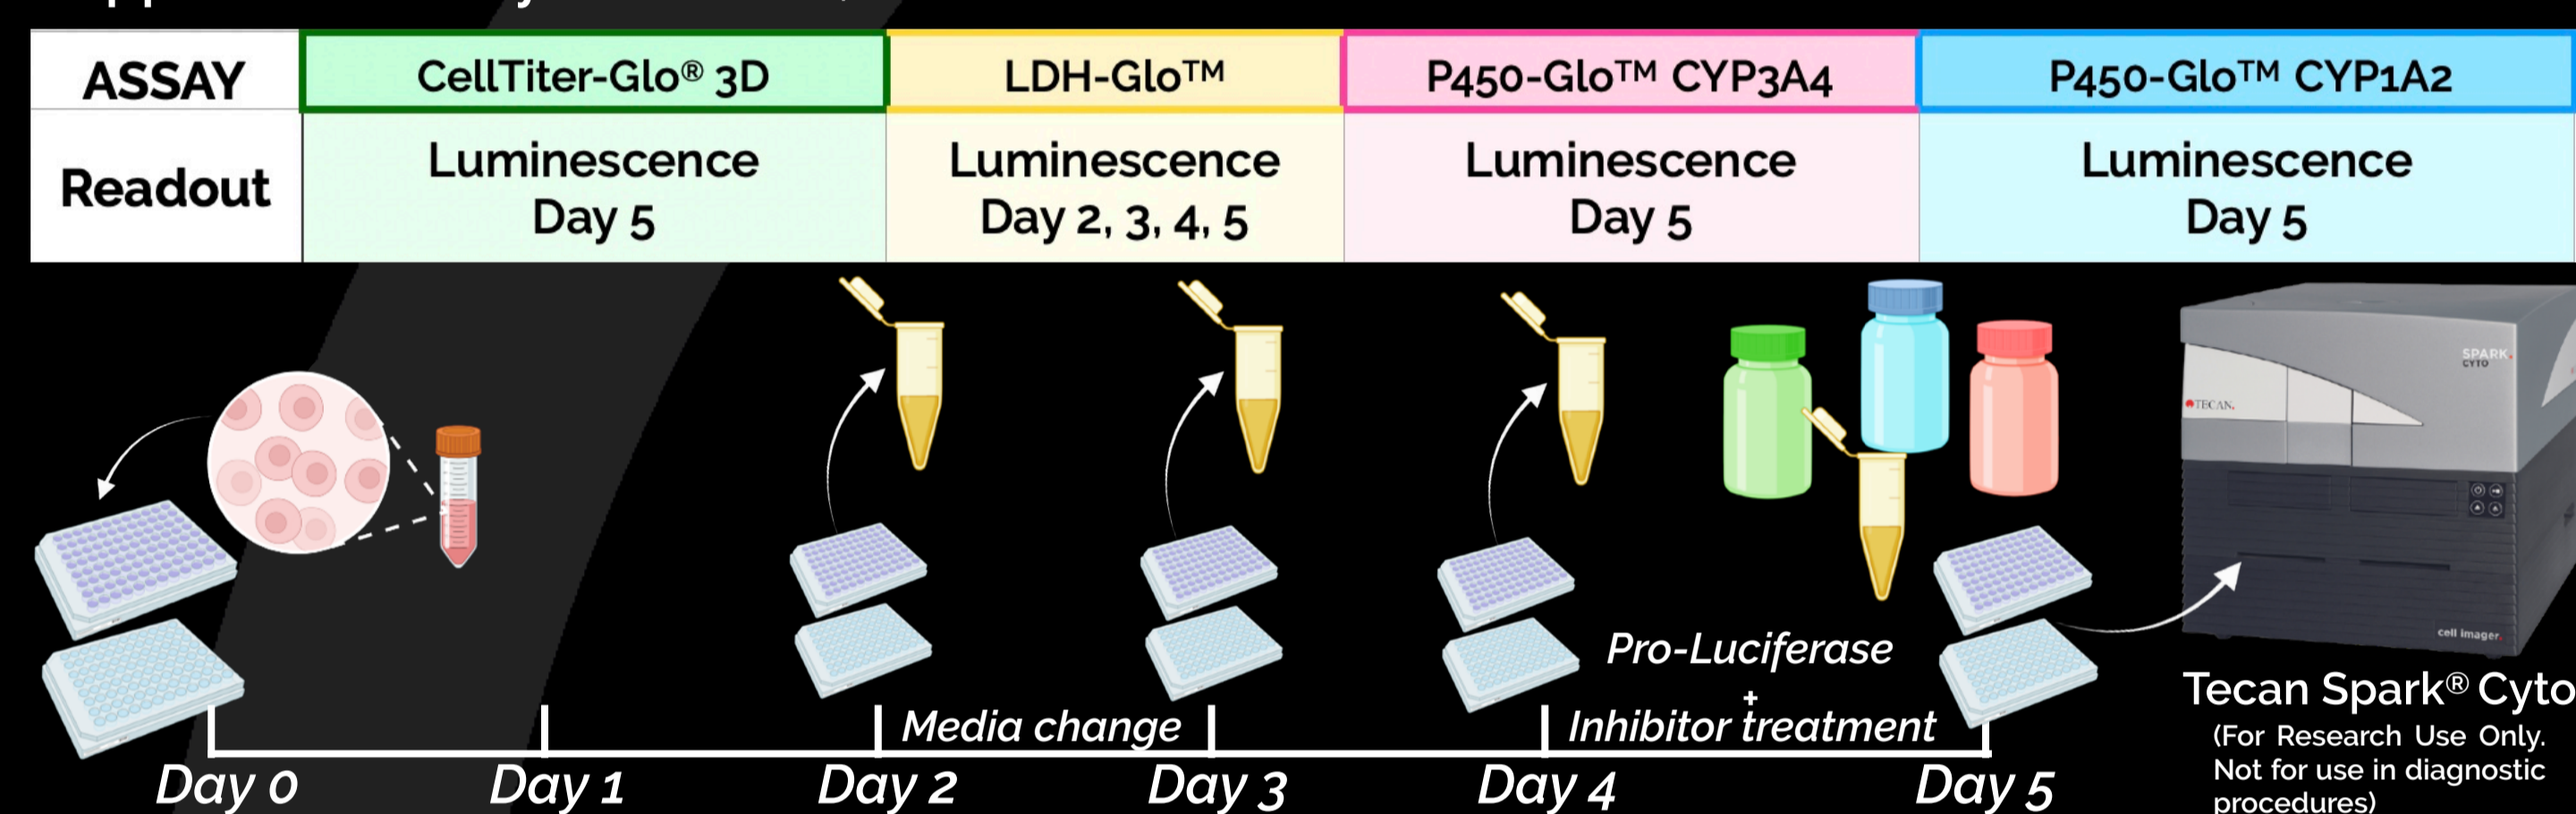 ASSAY
CellTiter-Glo® 3D
LDH-Glo™
P450-Glo™ CYP3A4
P450-Glo™ CYP1A2
Readout
Luminescence
Day 5
Luminescence
Day 2, 3, 4, 5
Luminescence
Day 5
Luminescence
Day 5
SPARK.
CYTO
TECAN.
cell imager.
Pro-Luciferase
+
Inhibitor treatment
Media change
Day 0
Day 1
Day 2
Day 3
Day 4
Day 5
Tecan Spark® Cyto
(For Research Use Only.
Not for use in diagnostic
procedures)